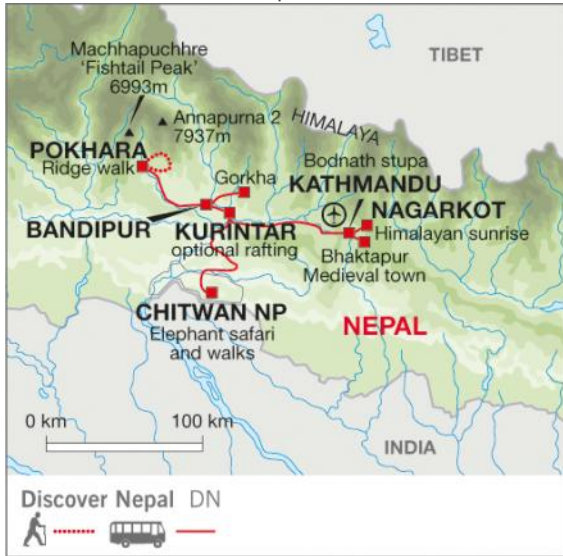 Machhapuchhre
'Fishtail Peak'
6993m
TIBET
Annapurna 2
7937m
HIMALAYA
POKHARA
Ridge walk
Bodnath stupa
Gorkha
KATHMANDU
NAGARKOT
Himalayan sunrise
BANDIPUR
KURINTAR
optional rafting
Bhaktapur
Medieval town
CHITWAN NP
Elephant safari
and walks
NEPAL
0 km 100 km
INDIA
Discover Nepal DN